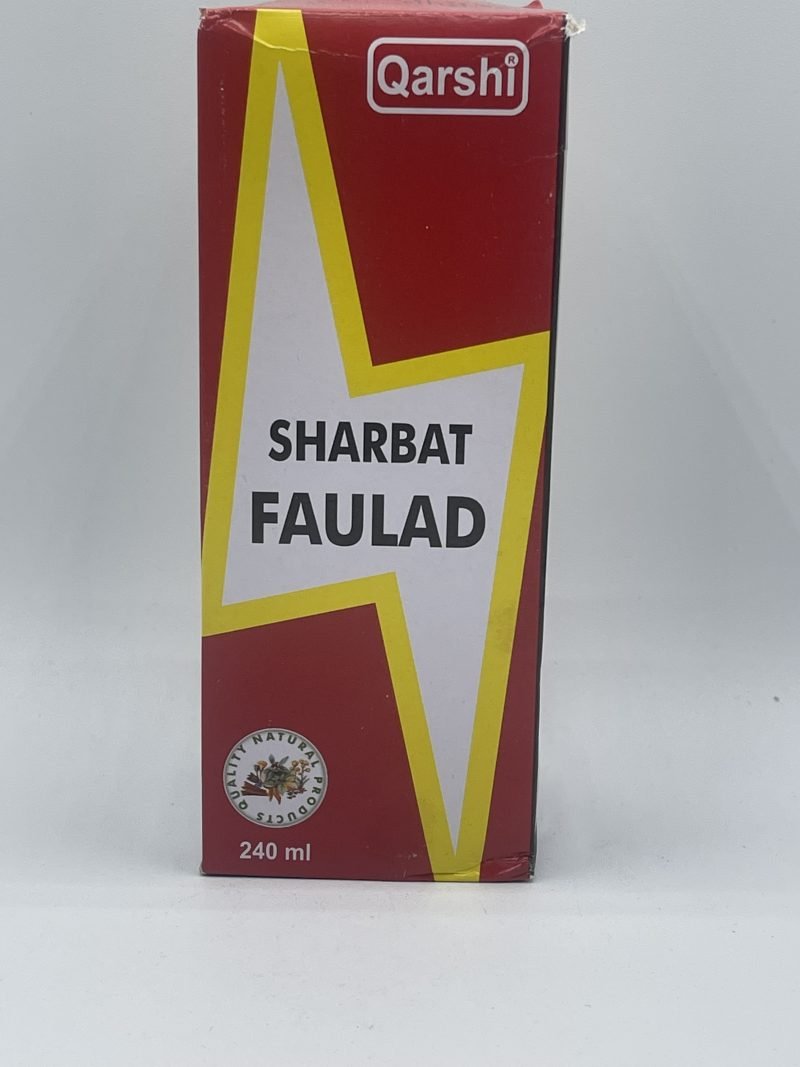 Qarshi®
SHARBAT
FAULAD
QUALITY NATURAL PRODUCTS
240 ml